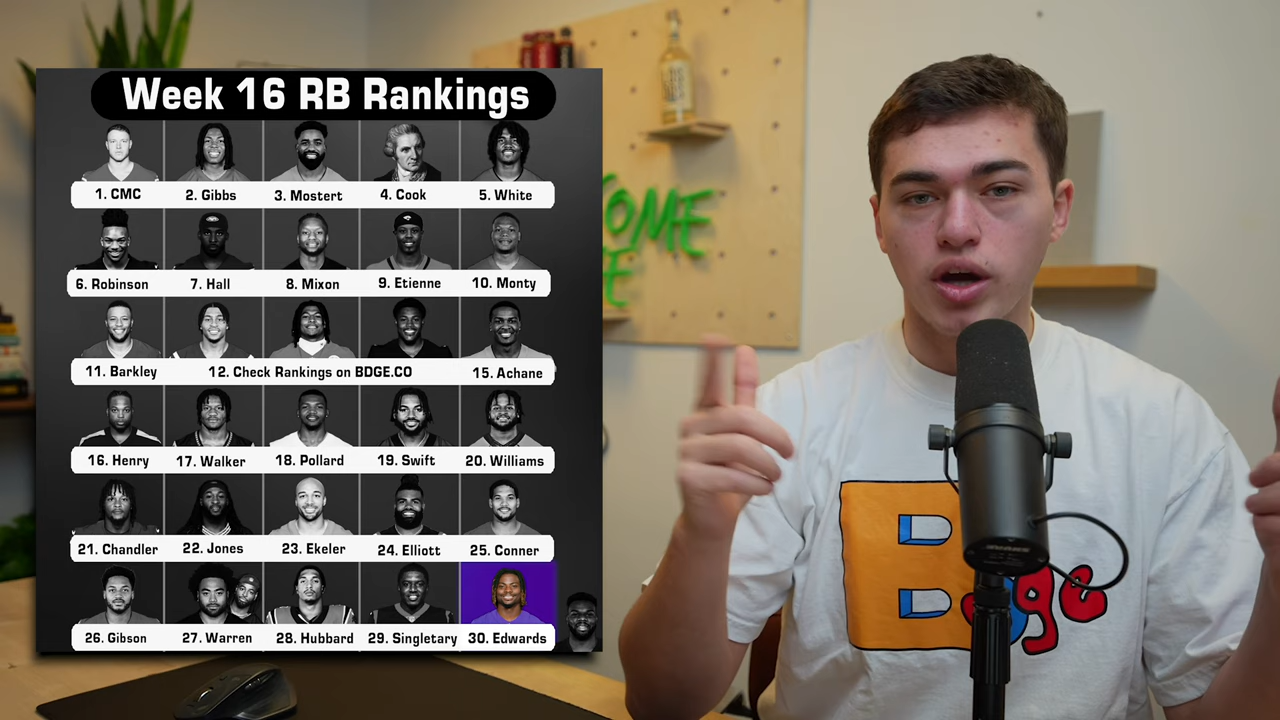 Week 16 RB Rankings
1. CMC
2. Gibbs
3. Mostert
4. Cook
5. White
6. Robinson
7. Hall
8. Mixon
9. Etienne
10. Monty
11. Barkley
12. Check Rankings on BDGE.CO
15. Achane
16. Henry
17. Walker
18. Pollard
19. Swift
20. Williams
21. Chandler
22. Jones
23. Ekeler
24. Elliott
25. Conner
26. Gibson
27. Warren
28. Hubbard
29. Singletary
30. Edwards
OME
E
Bdge